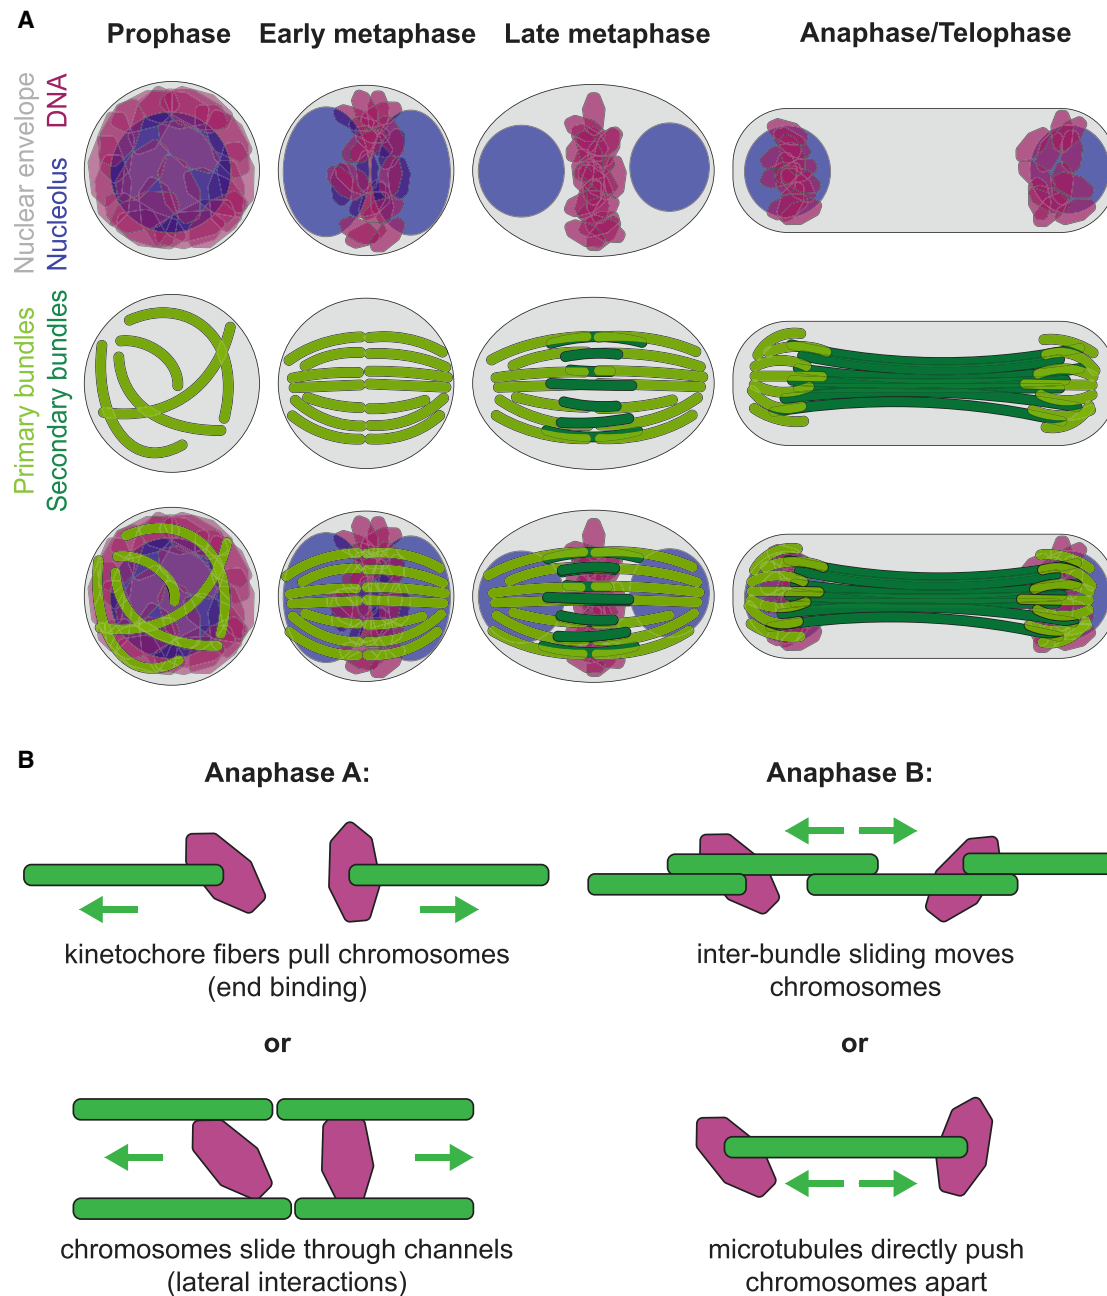 A
Prophase
Early metaphase
Late metaphase
Anaphase/Telophase
Nuclear envelope
Nucleolus
DNA
Primary bundles
Secondary bundles
B
Anaphase A:
kinetochore fibers pull chromosomes
(end binding)
or
chromosomes slide through channels
(lateral interactions)
Anaphase B:
inter-bundle sliding moves
chromosomes
or
microtubules directly push
chromosomes apart